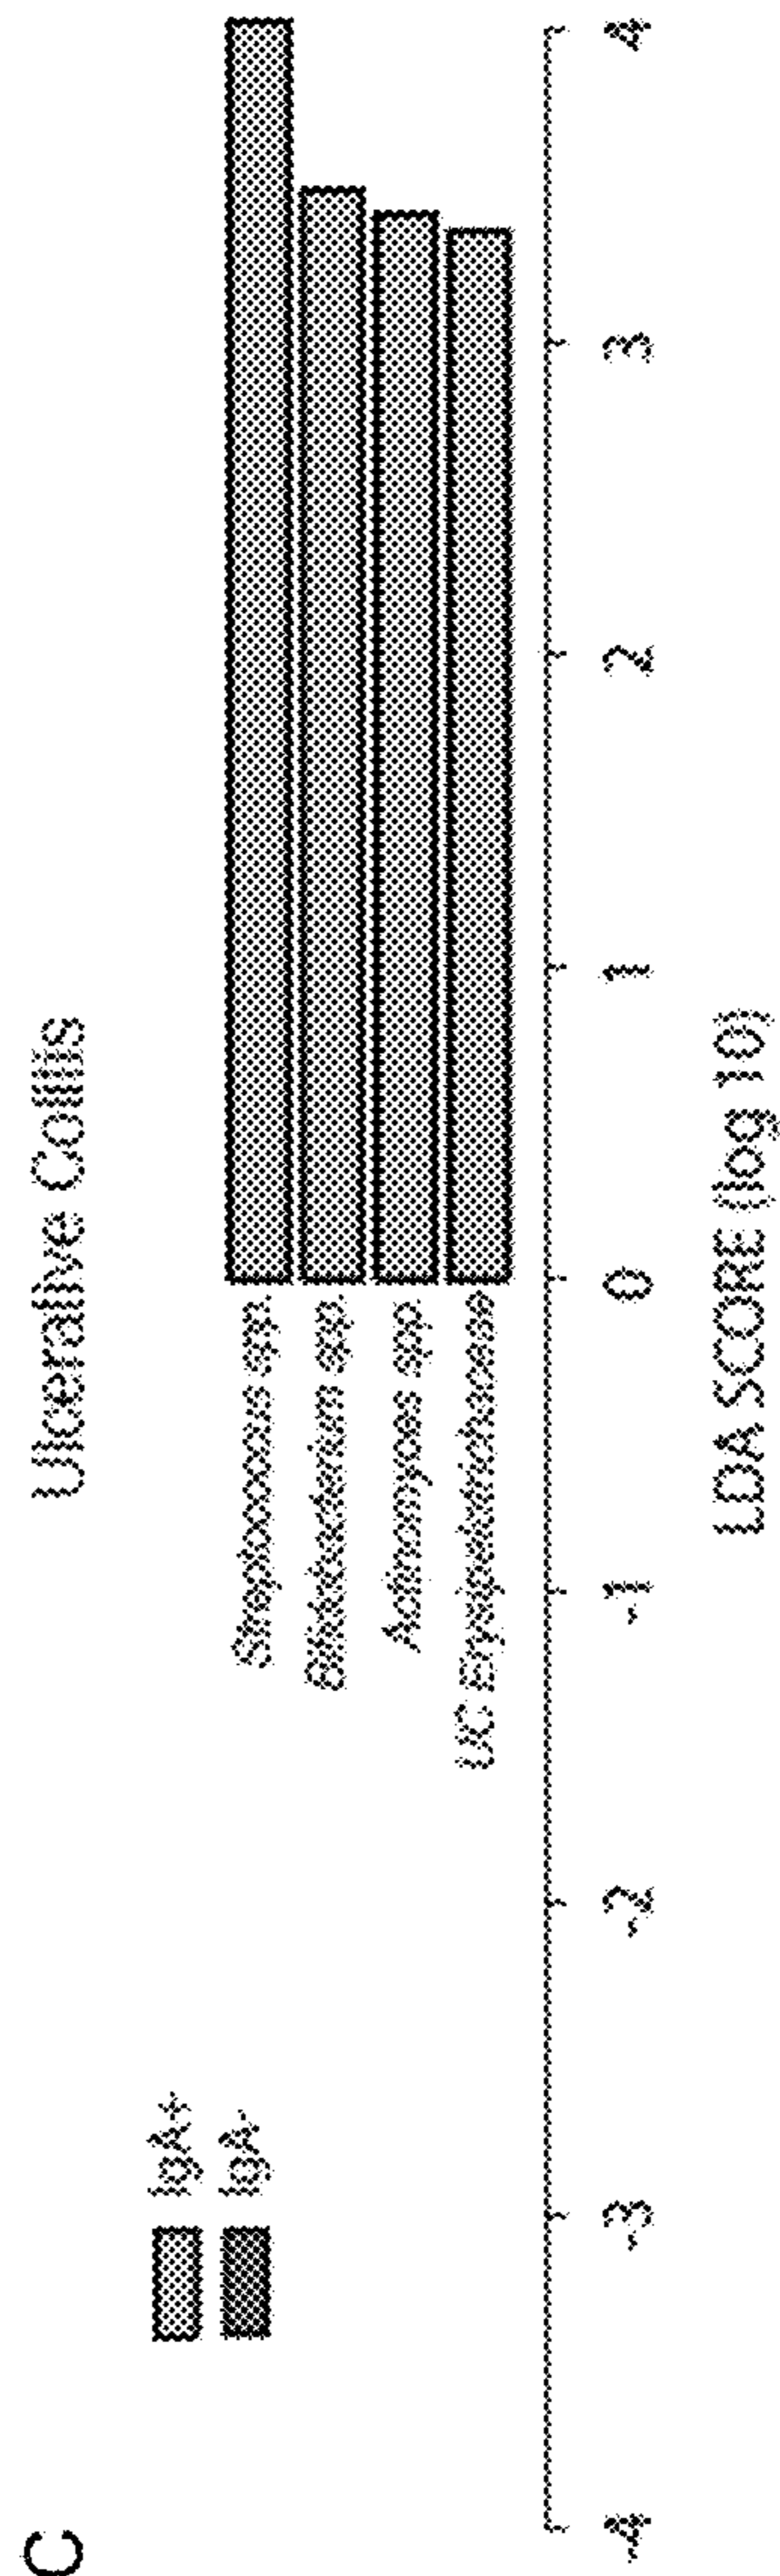 C
Ulcerative Colitis
IgA+
IgA-
Streptococcus spp.
Bifidobacterium spp.
Actinomyces spp.
UC Erysipelotrichaceae
-4 -3 -2 -1 0 1 2 3 4
LDA SCORE (log 10)